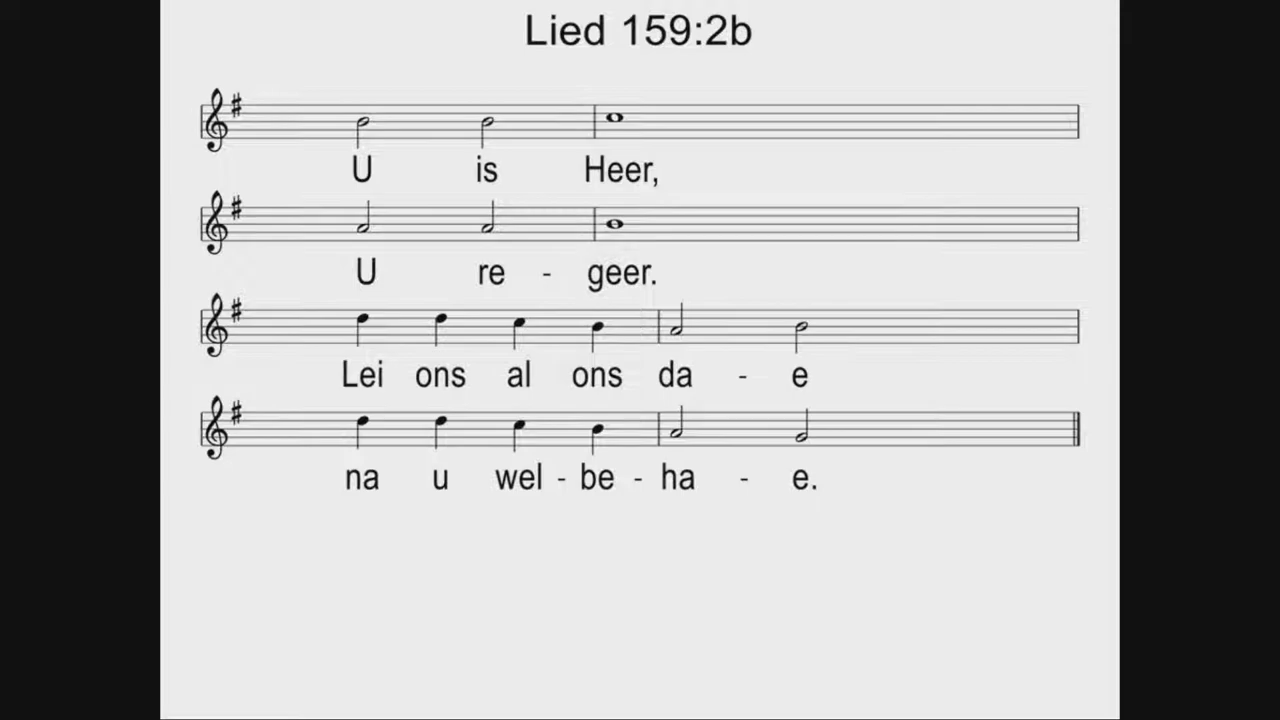 Lied 159:2b
U is Heer,
U re - geer.
Lei ons al ons da - e
na u wel - be - ha - e.